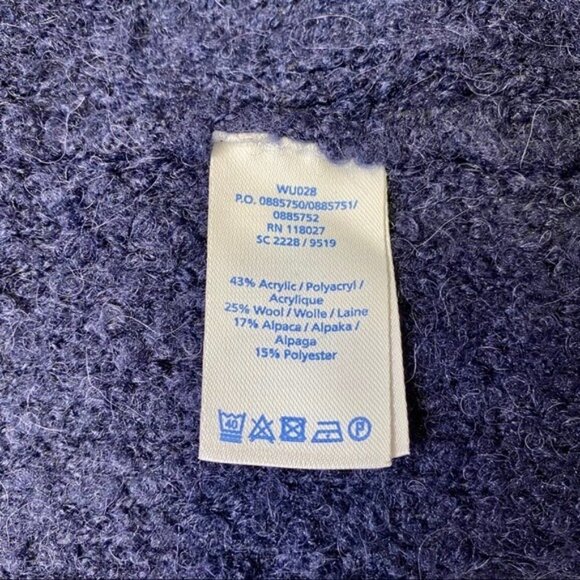 WU028
P.O. 0885750/0885751/
0885752
RN 118027
SC 2228 / 9519
43% Acrylic / Polyacryl /
Acrylique
25% Wool / Wolle / Laine
17% Alpaca / Alpaka /
Alpaga
15% Polyester
40 P